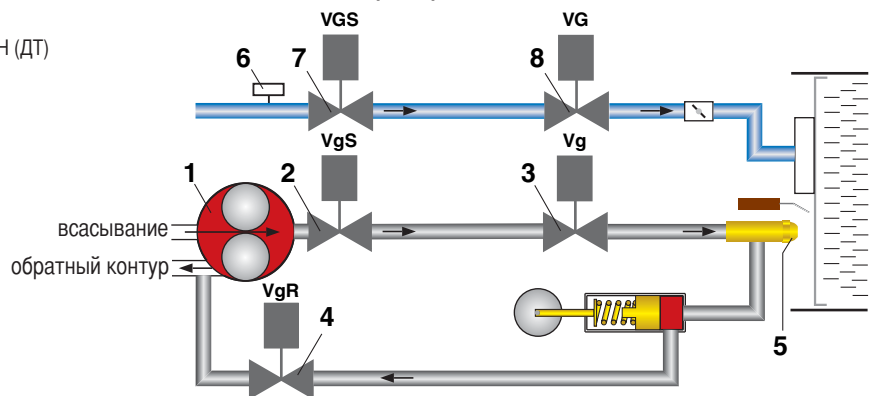 Н (ДТ)
VGS
VG
6
7
8
VgS
Vg
1
2
3
всасывание
обратный контур
VgR
4
5